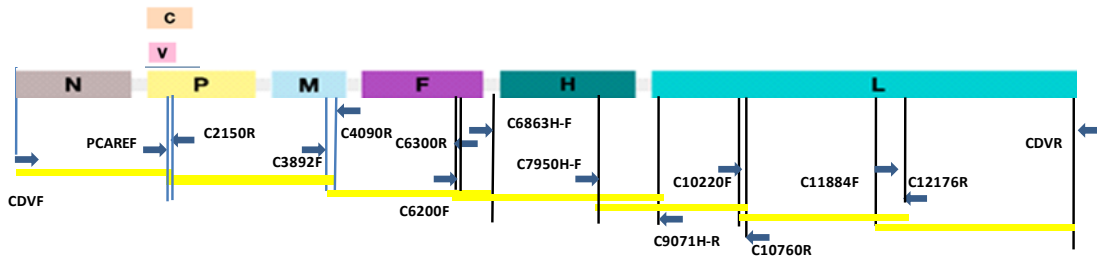 C
V
N P M F H L
C2150R
C4090R
C6863H-F
PCAREF
C3892F
C6300R
C7950H-F
CDVR
C10220F
C11884F
C12176R
CDVF
C6200F
C9071H-R
C10760R